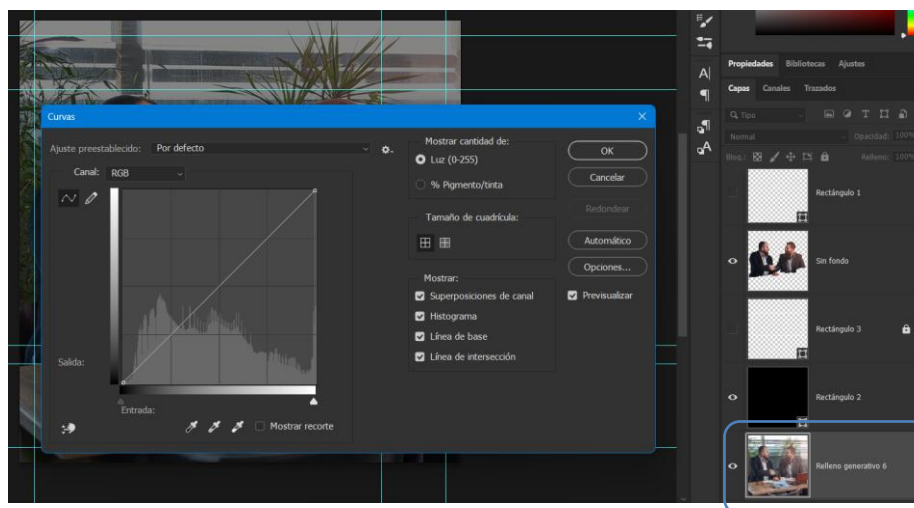 Curvas
Ajuste preestablecido: Por defecto
Canal: RGB
Salida:
Entrada:
Mostrar recorte
Mostrar cantidad de:
Luz (0-255)
% Pigmento/tinta
Tamaño de cuadrícula:
Mostrar:
Superposiciones de canal
Histograma
Línea de base
Línea de intersección
OK
Cancelar
Redondear
Automático
Opciones...
Previsualizar
Propiedades Bibliotecas Ajustes
Capas Canales Trazados
Tipo
Normal Opacidad: 100%
Bloq.: Relleno: 100%
Rectángulo 1
Sin fondo
Rectángulo 3
Rectángulo 2
Relleno generativo 6